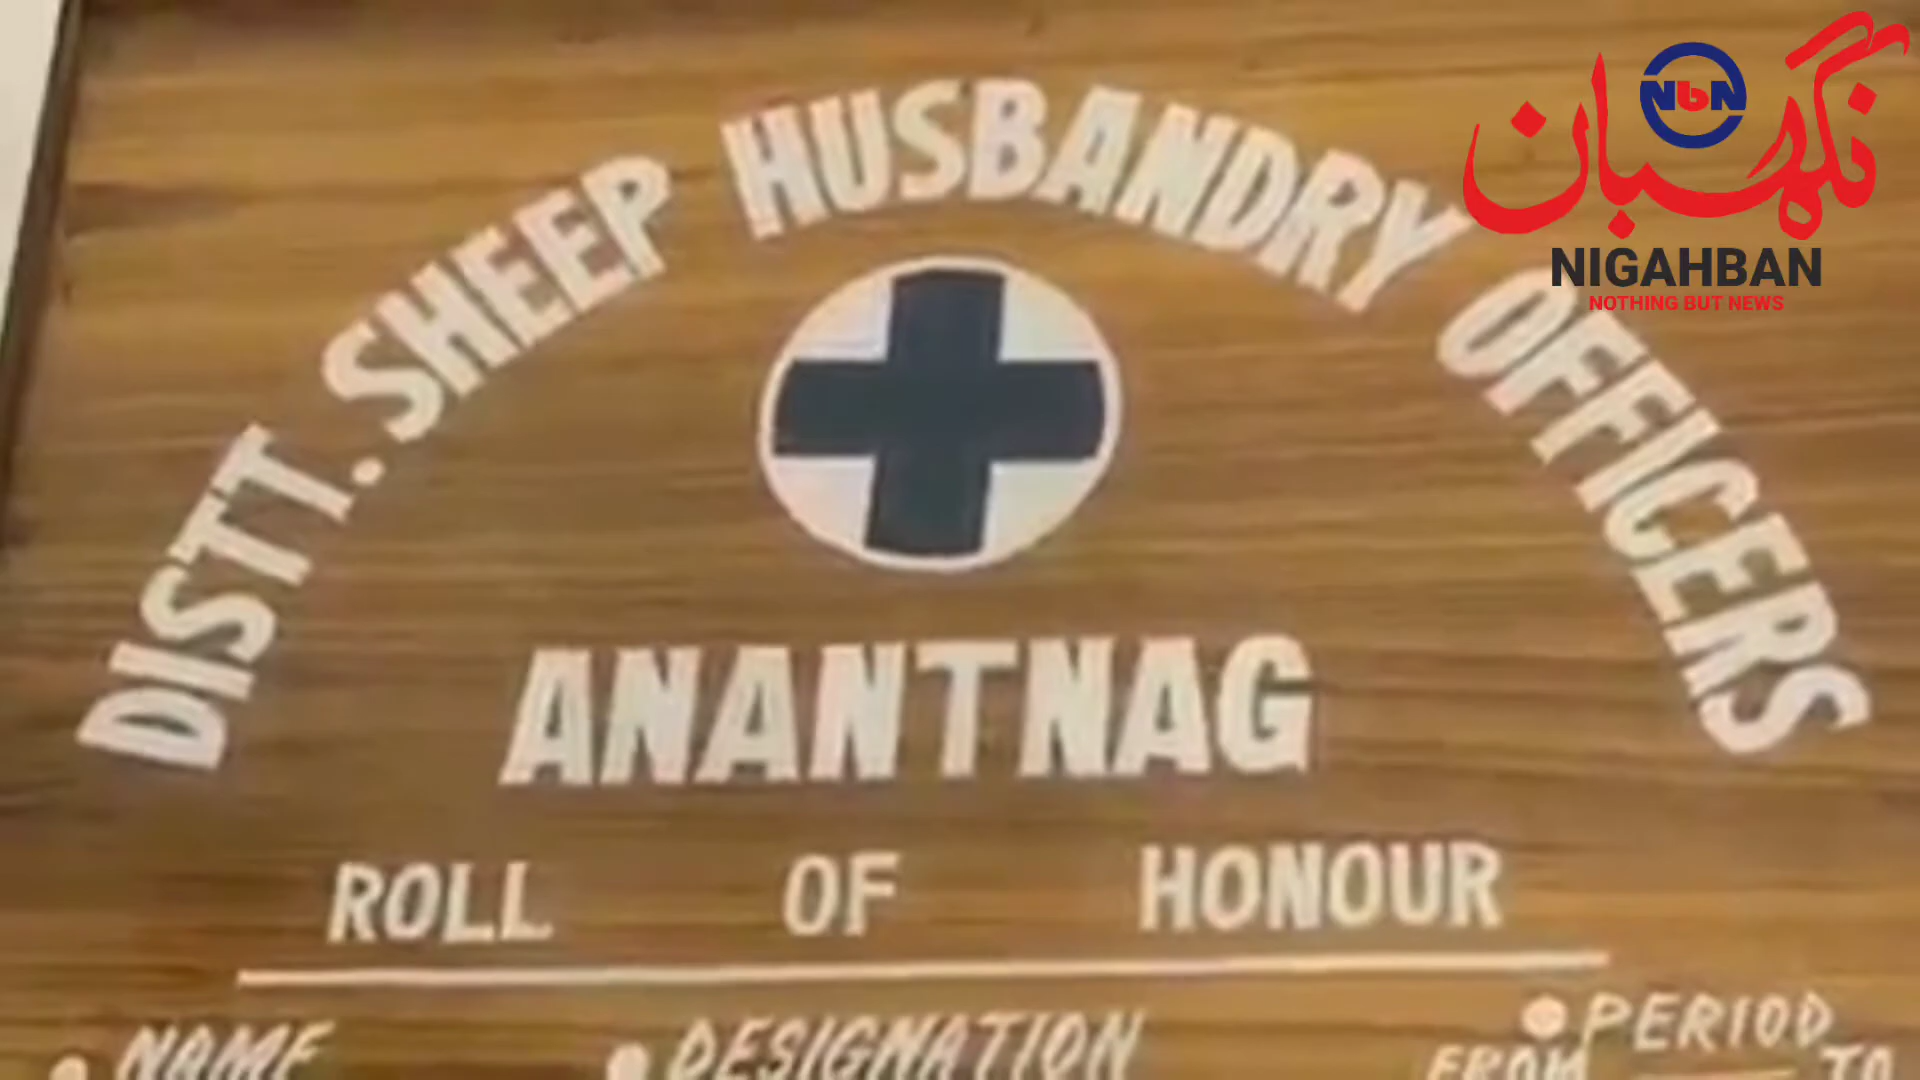 DISTT. SHEEP HUSBANDRY OFFICERS
ANANTNAG
ROLL OF HONOUR
NAME DESIGNATION PERIOD
FROM TO
نگہبان
NbN
NIGAHBAN
NOTHING BUT NEWS